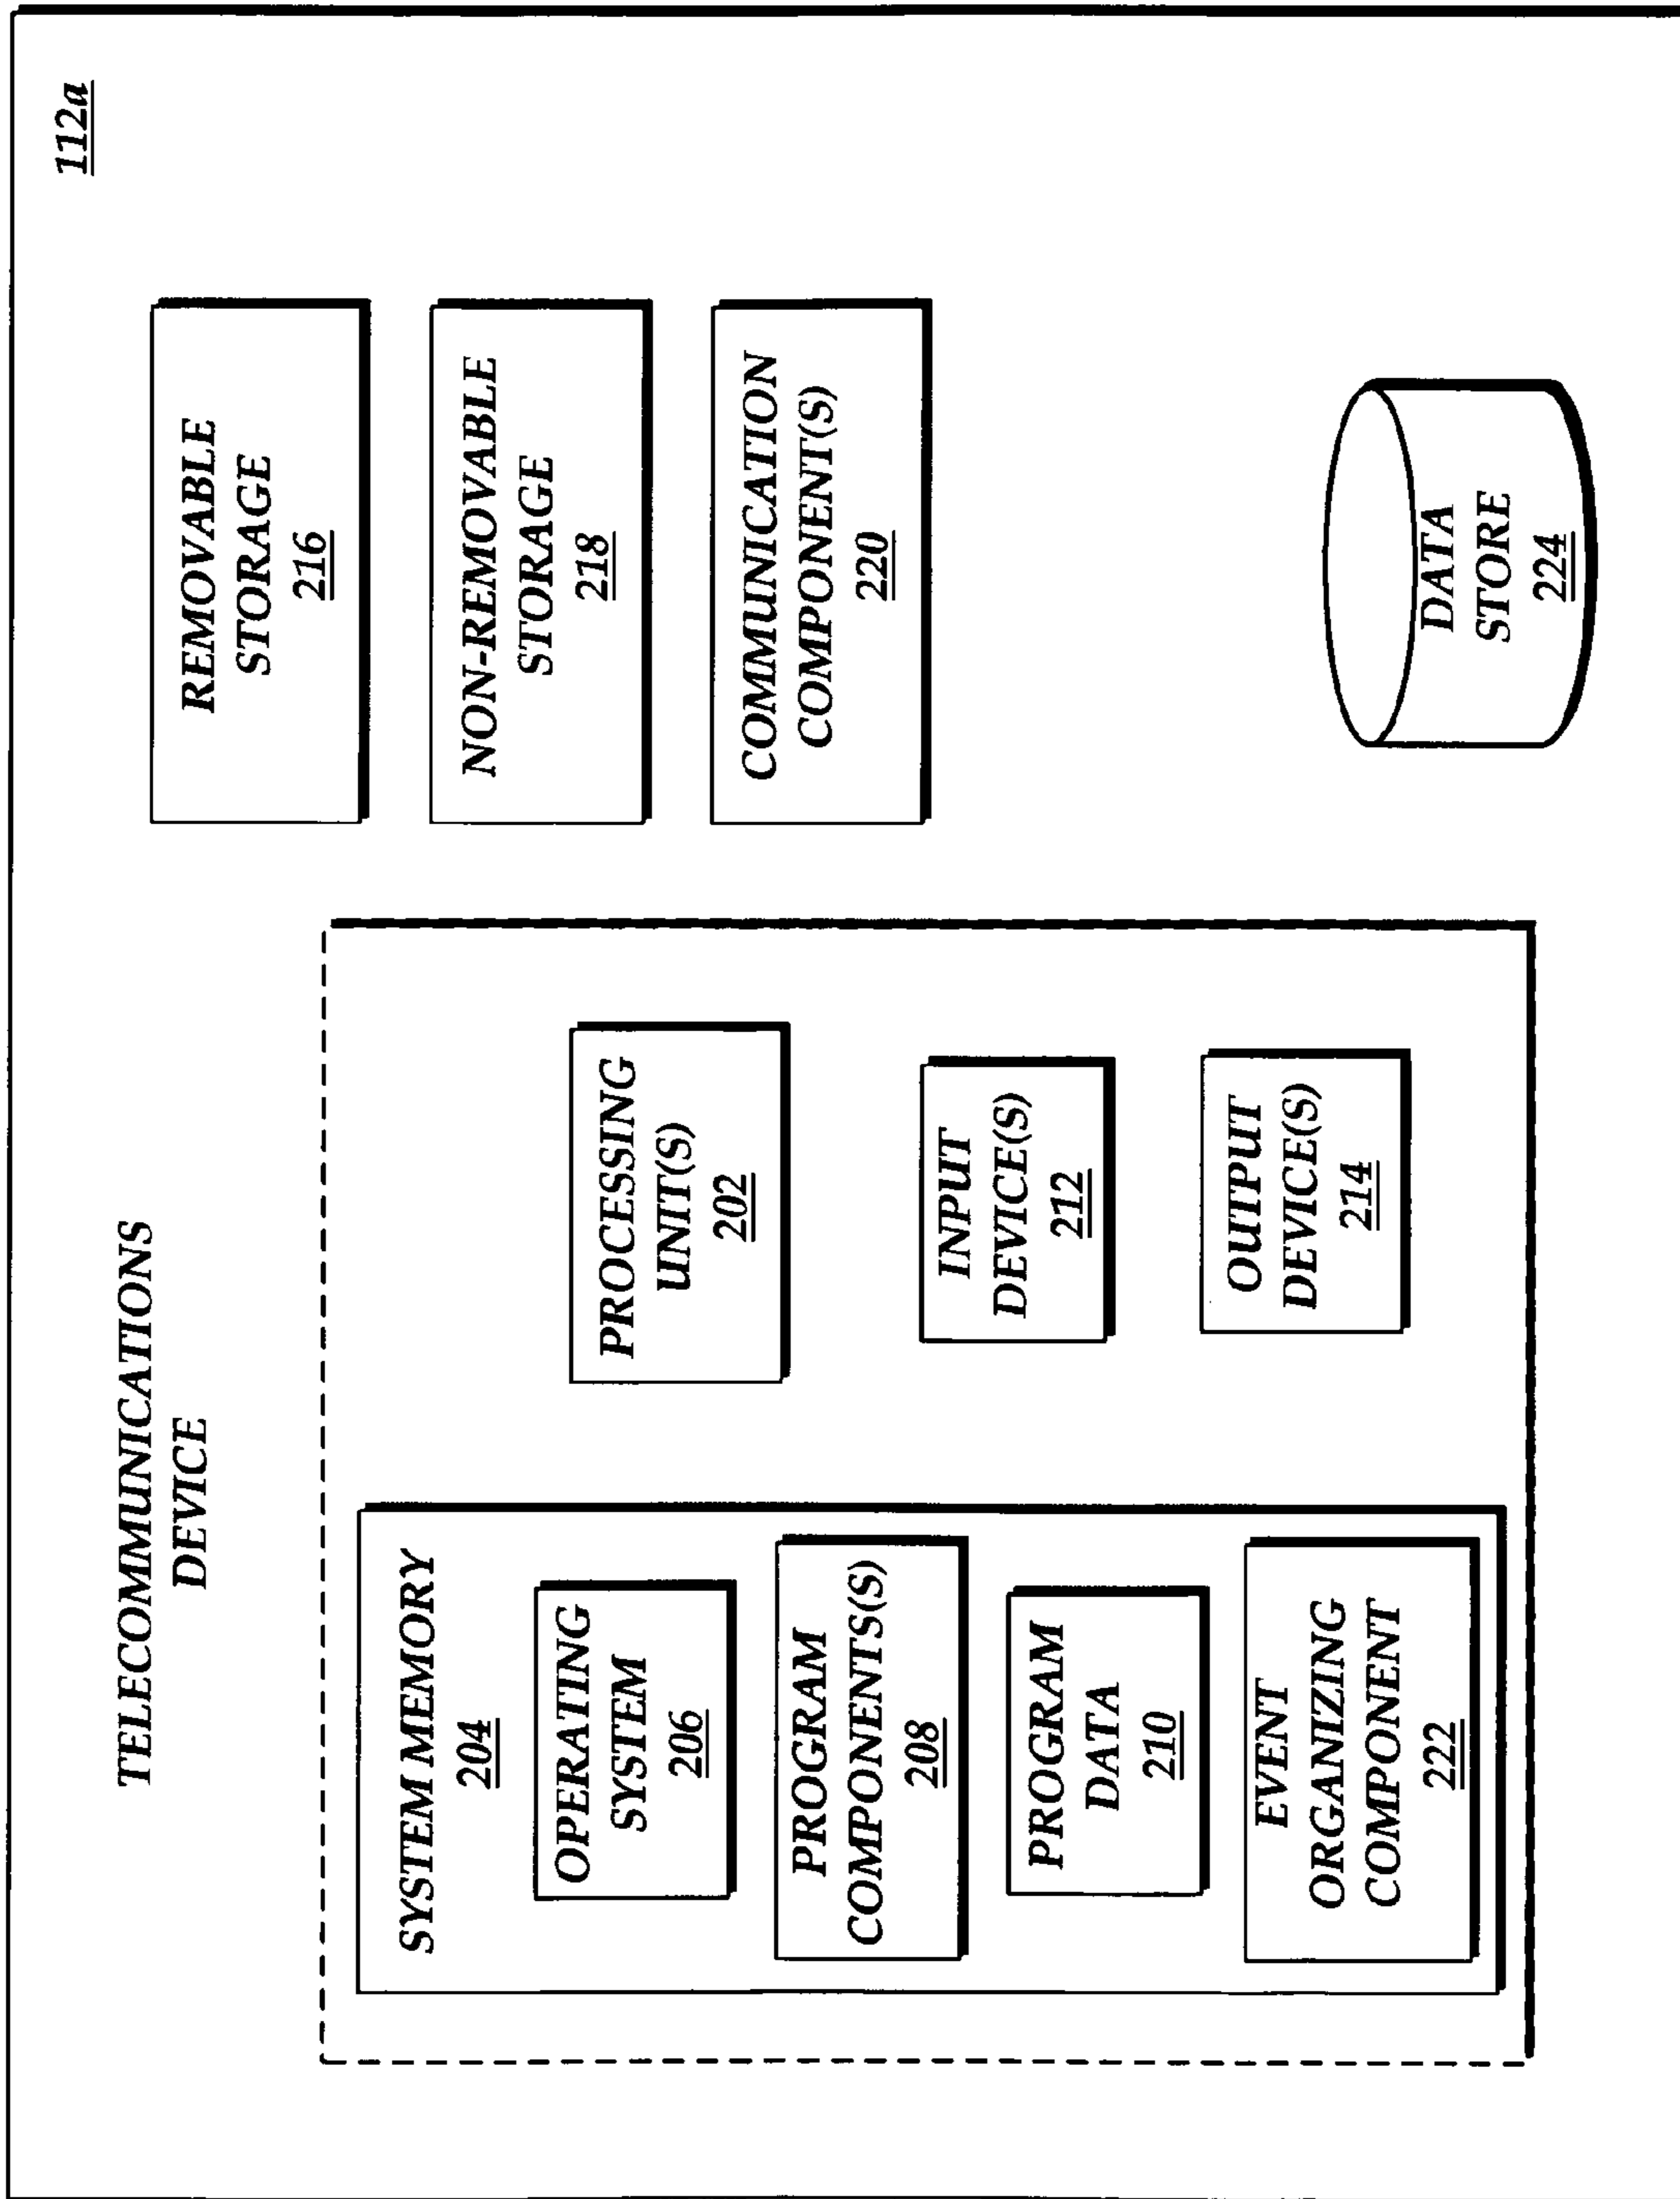 TELECOMMUNICATIONS
DEVICE
112a
SYSTEM MEMORY
204
OPERATING
SYSTEM
206
PROGRAM
COMPONENTS(S)
208
PROGRAM
DATA
210
EVENT
ORGANIZING
COMPONENT
222
PROCESSING
UNIT(S)
202
INPUT
DEVICE(S)
212
OUTPUT
DEVICE(S)
214
REMOVABLE
STORAGE
216
NON-REMOVABLE
STORAGE
218
COMMUNICATION
COMPONENT(S)
220
DATA
STORE
224